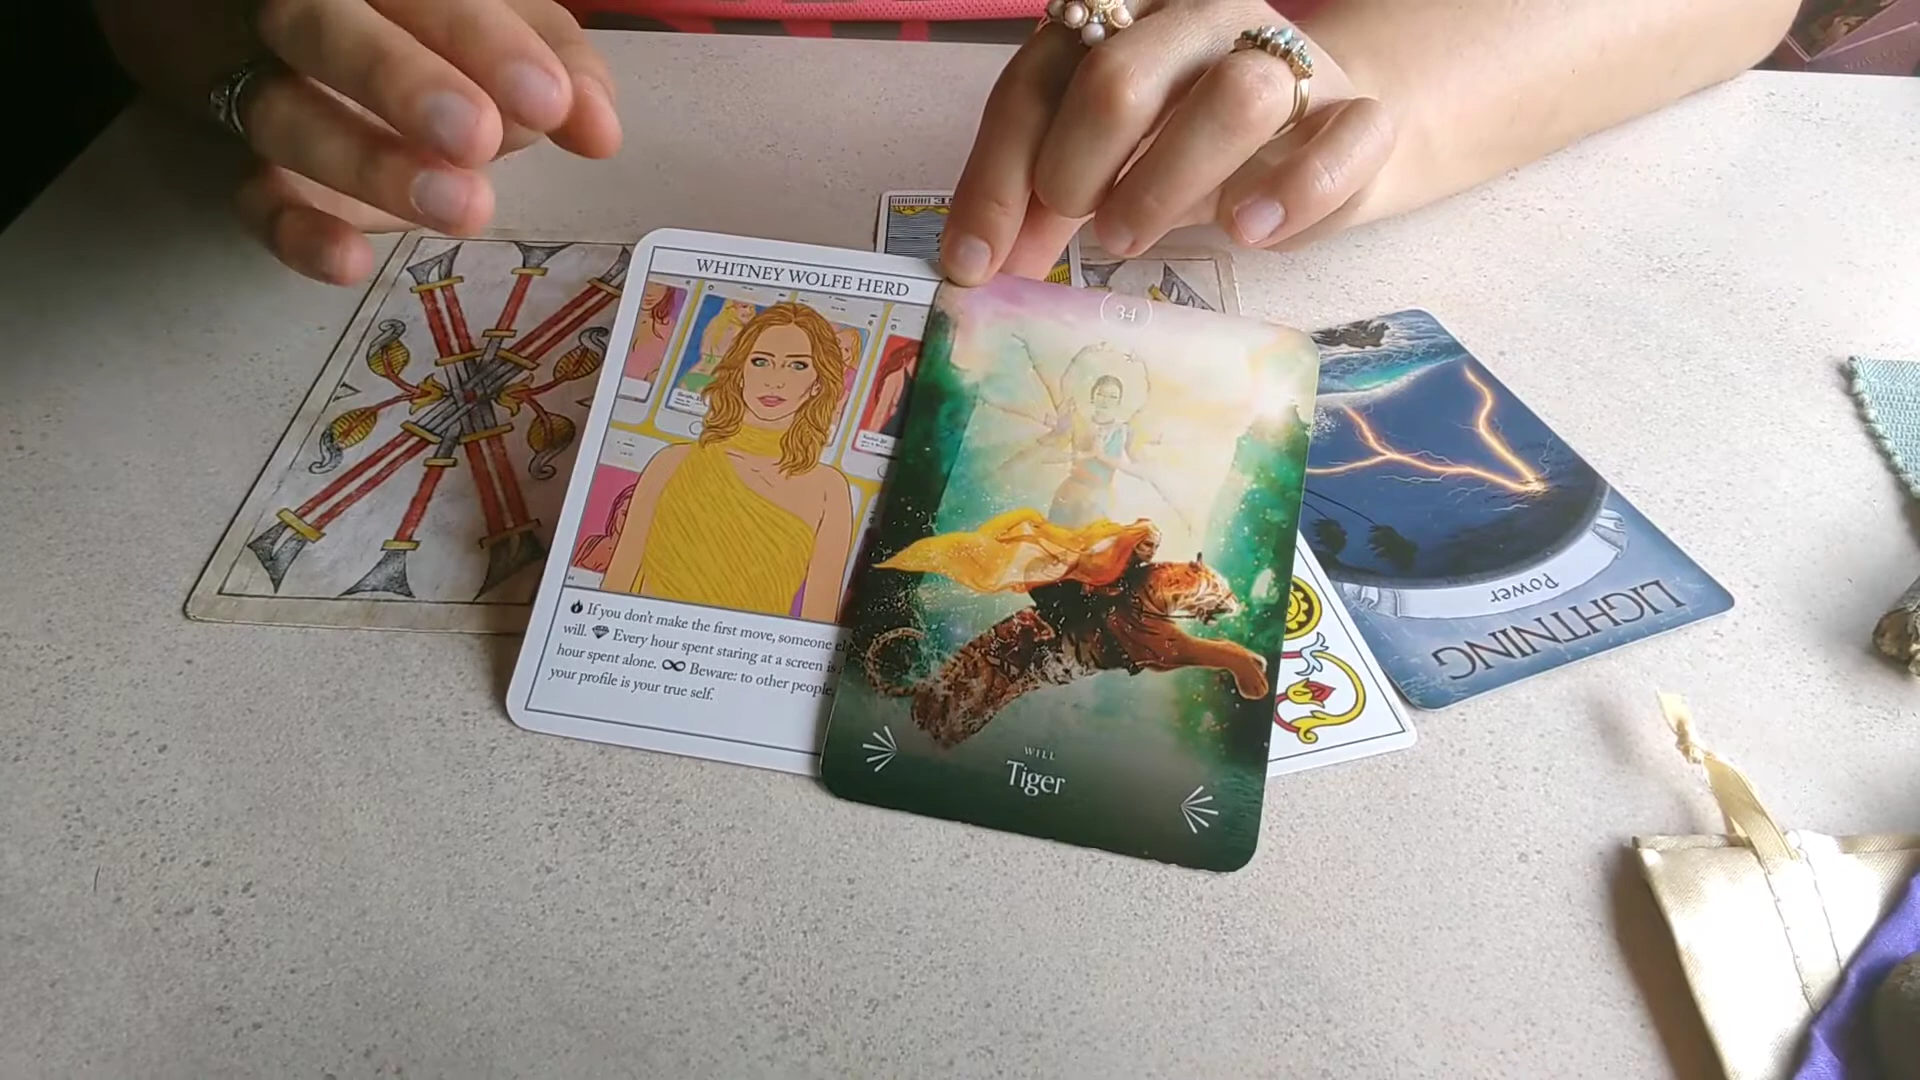 WHITNEY WOLFE HERD
If you don't make the first move, someone el
will. Every hour spent staring at a screen is
hour spent alone. Beware: to other people,
your profile is your true self.
34
WILL
Tiger
Power
LIGHTNING